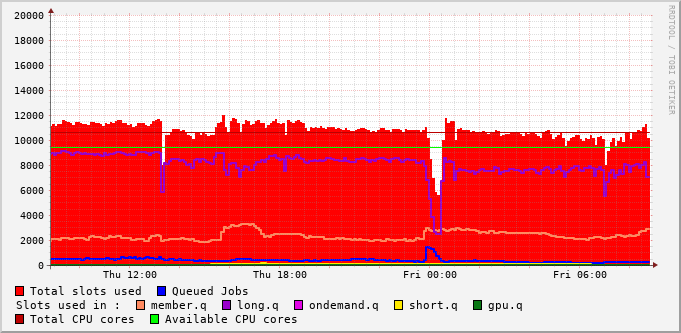 20000
18000
16000
14000
12000
10000
8000
6000
4000
2000
0
Thu 12:00 Thu 18:00 Fri 00:00 Fri 06:00
RRDTOOL / TOBI OETIKER
Total slots used Queued Jobs
Slots used in : member.q long.q ondemand.q short.q gpu.q
Total CPU cores Available CPU cores